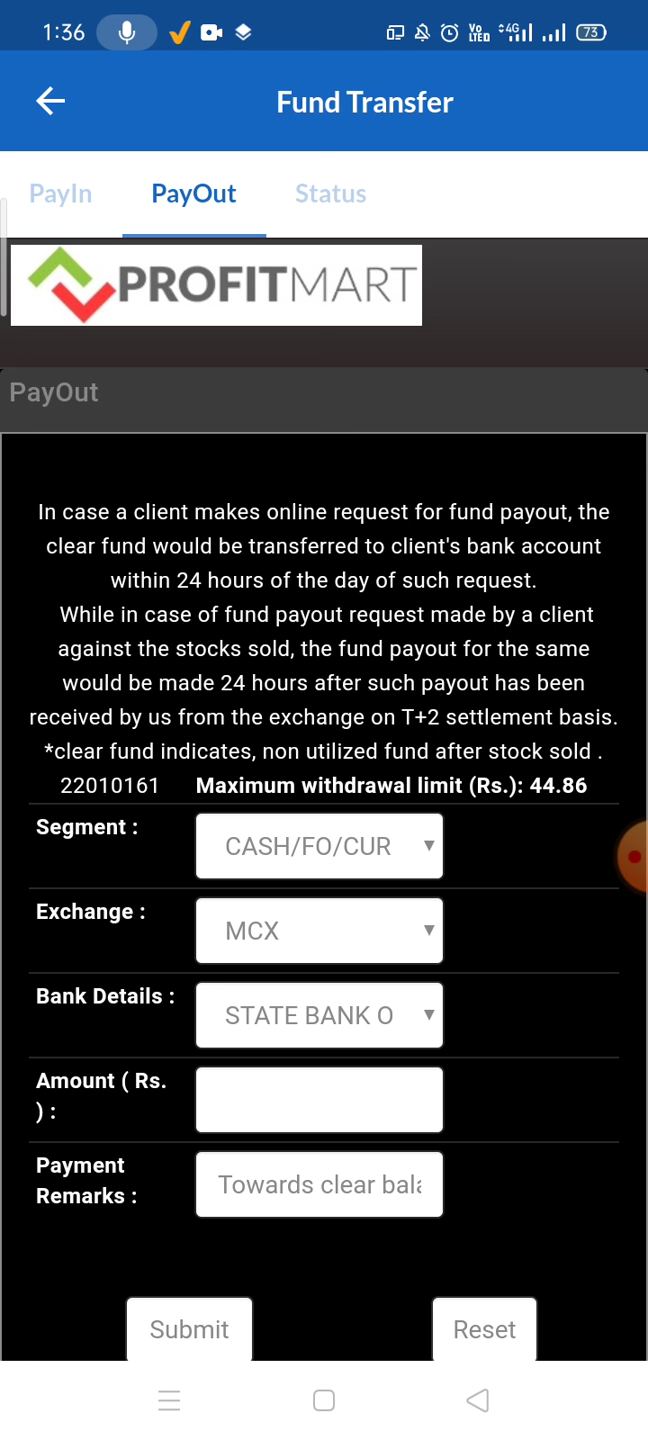 1:36
Vo LTED
4G
73
Fund Transfer
PayIn PayOut Status
PROFITMART
PayOut
In case a client makes online request for fund payout, the
clear fund would be transferred to client's bank account
within 24 hours of the day of such request.
While in case of fund payout request made by a client
against the stocks sold, the fund payout for the same
would be made 24 hours after such payout has been
received by us from the exchange on T+2 settlement basis.
*clear fund indicates, non utilized fund after stock sold .
22010161 Maximum withdrawal limit (Rs.): 44.86
Segment : CASH/FO/CUR
Exchange : MCX
Bank Details : STATE BANK O
Amount ( Rs.
) :
Payment
Remarks :
Towards clear bala
Submit Reset